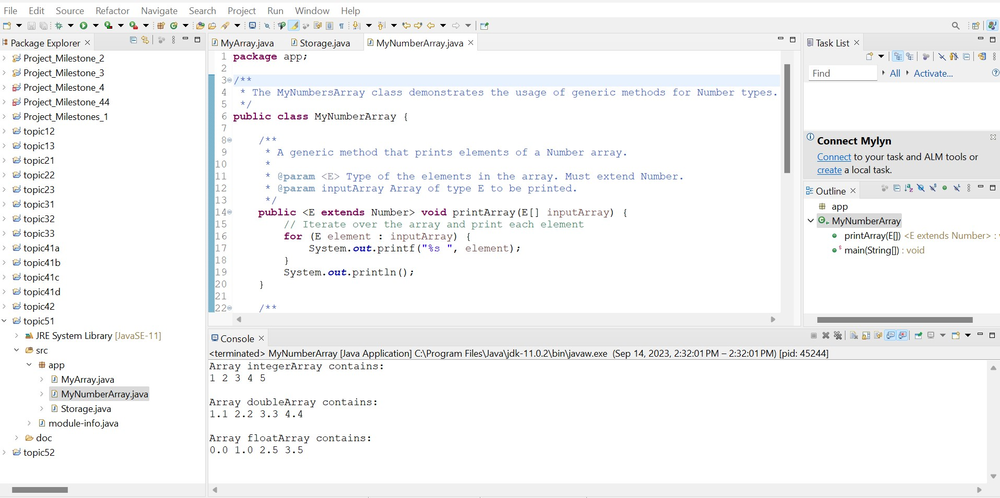 File Edit Source Refactor Navigate Search Project Run Window Help
Package Explorer
Project_Milestone_2
Project_Milestone_3
Project_Milestone_4
Project_Milestone_44
Project_Milestones_1
topic12
topic13
topic21
topic22
topic23
topic31
topic32
topic33
topic41a
topic41b
topic41c
topic41d
topic42
topic51
JRE System Library [JavaSE-11]
src
app
MyArray.java
MyNumberArray.java
Storage.java
module-info.java
doc
topic52
MyArray.java Storage.java MyNumberArray.java
1 package app;
2
3 /**
4 * The MyNumbersArray class demonstrates the usage of generic methods for Number types.
5 */
6 public class MyNumberArray {
7
8 /**
9 * A generic method that prints elements of a Number array.
10 *
11 * @param <E> Type of the elements in the array. Must extend Number.
12 * @param inputArray Array of type E to be printed.
13 */
14 public <E extends Number> void printArray(E[] inputArray) {
15 // Iterate over the array and print each element
16 for (E element : inputArray) {
17 System.out.printf("%s ", element);
18 }
19 System.out.println();
20 }
21
22 /**
Task List
Find All Activate...
Connect Mylyn
Connect to your task and ALM tools or
create a local task.
Outline
app
MyNumberArray
printArray(E[]) <E extends Number> :
main(String[]) : void
Console
<terminated> MyNumberArray [Java Application] C:\Program Files\Java\jdk-11.0.2\bin\javaw.exe (Sep 14, 2023, 2:32:01 PM – 2:32:01 PM) [pid: 45244]
Array integerArray contains:
1 2 3 4 5
Array doubleArray contains:
1.1 2.2 3.3 4.4
Array floatArray contains:
0.0 1.0 2.5 3.5